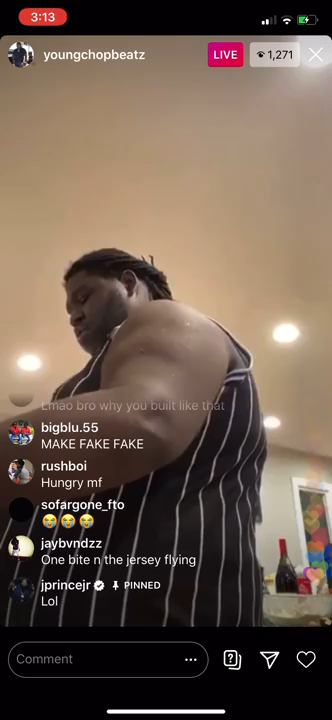 3:13
youngchopbeatz
LIVE
1,271
Lmao bro why you built like that
bigblu.55
MAKE FAKE FAKE
rushboi
Hungry mf
sofargone_fto
😭😭😭
jaybvndzz
One bite n the jersey flying
jprincejr PINNED
Lol
Comment